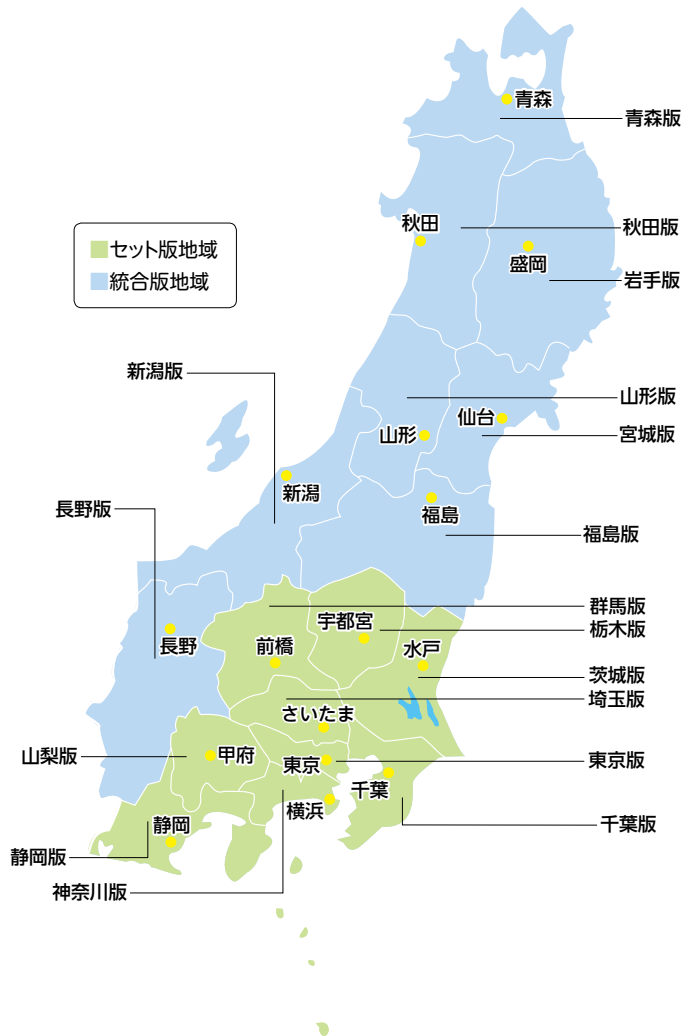 青森
青森版
秋田
秋田版
盛岡
岩手版
セット版地域
統合版地域
新潟版
山形版
仙台
山形
宮城版
新潟
福島
長野版
福島版
群馬版
宇都宮
栃木版
長野
前橋
水戸
茨城版
埼玉版
さいたま
山梨版
甲府
東京
東京版
千葉
横浜
静岡
千葉版
静岡版
神奈川版